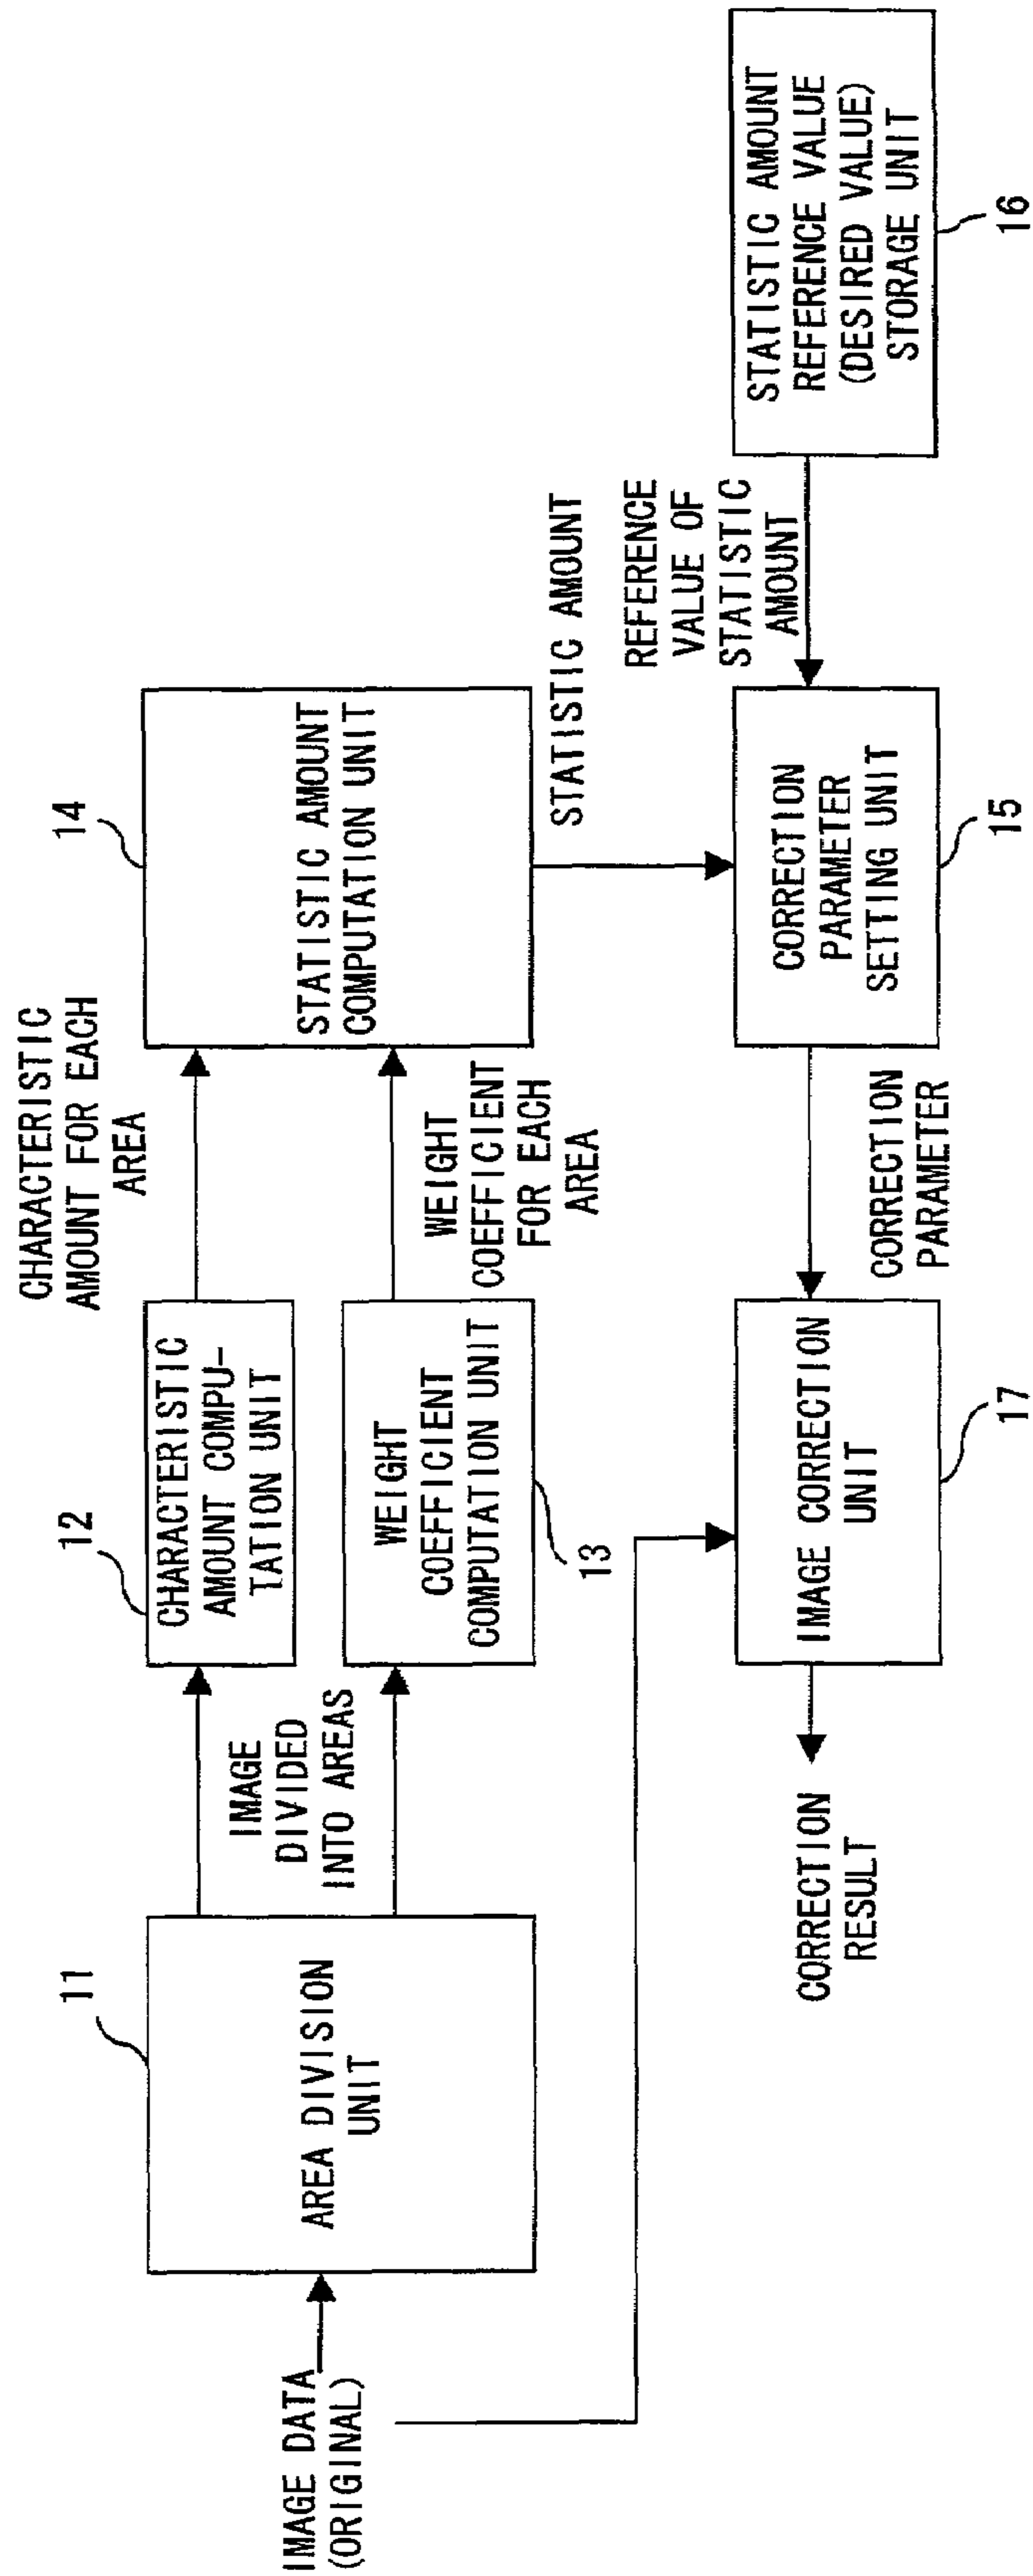 IMAGE DATA
(ORIGINAL)
11
AREA DIVISION
UNIT
IMAGE
DIVIDED
INTO AREAS
12
CHARACTERISTIC
AMOUNT COMPU-
TATION UNIT
WEIGHT
COEFFICIENT
COMPUTATION UNIT
13
CHARACTERISTIC
AMOUNT FOR EACH
AREA
WEIGHT
COEFFICIENT
FOR EACH
AREA
14
STATISTIC AMOUNT
COMPUTATION UNIT
STATISTIC AMOUNT
REFERENCE
VALUE OF
STATISTIC
AMOUNT
STATISTIC AMOUNT
REFERENCE VALUE
(DESIRED VALUE)
STORAGE UNIT
16
CORRECTION
PARAMETER
SETTING UNIT
15
CORRECTION
PARAMETER
IMAGE CORRECTION
UNIT
17
CORRECTION
RESULT